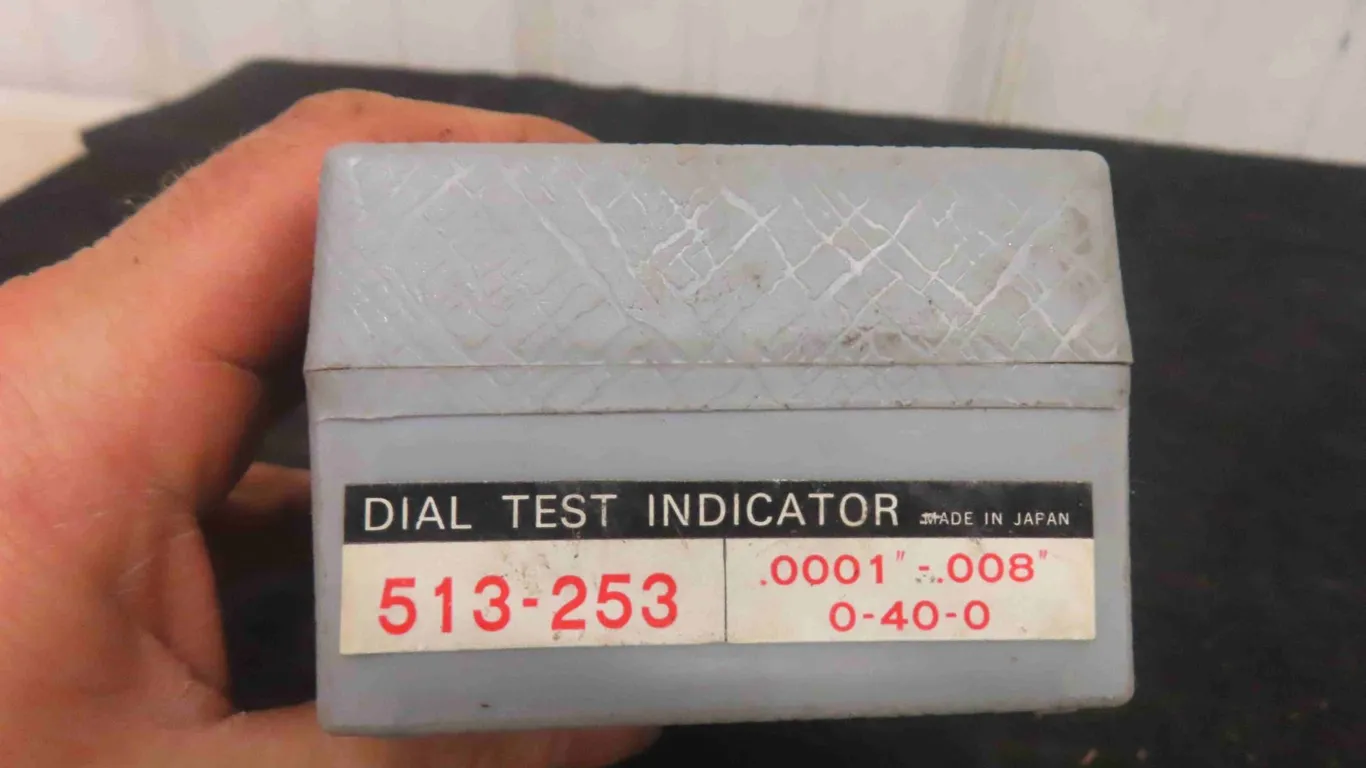 DIAL TEST INDICATOR MADE IN JAPAN
513-253
.0001" -.008"
0-40-0